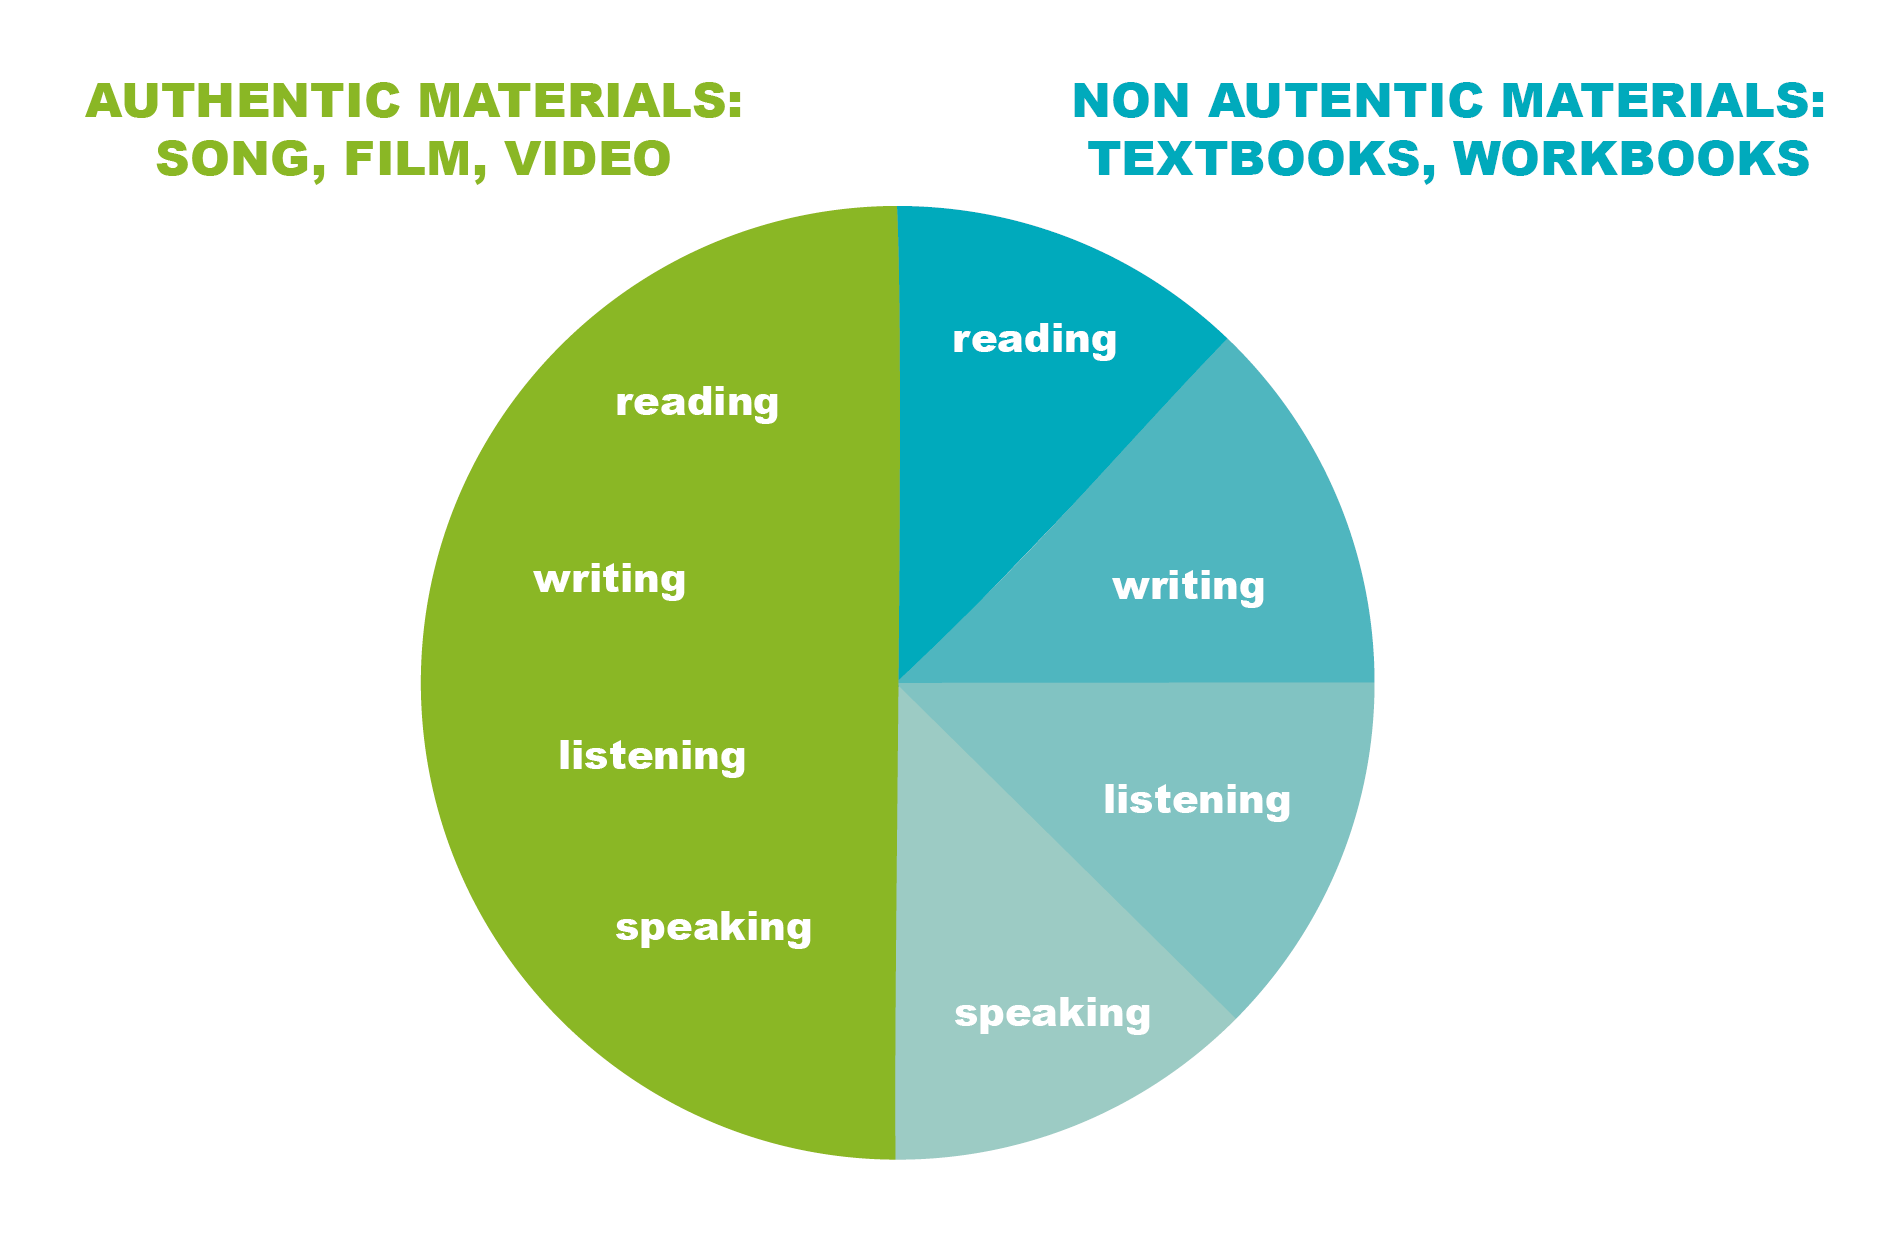 AUTHENTIC MATERIALS:
SONG, FILM, VIDEO
NON AUTENTIC MATERIALS:
TEXTBOOKS, WORKBOOKS
reading
writing
listening
speaking
reading
writing
listening
speaking